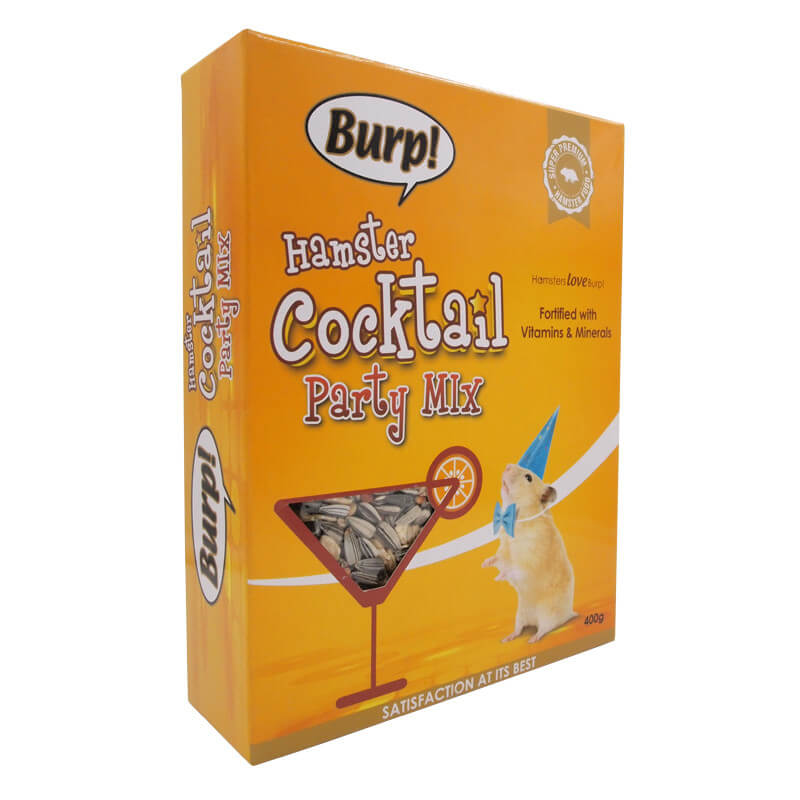 Burp!
Hamster
Cocktail
Party MIx
SUPER PREMIUM
HAMSTER FOOD
Hamsters love Burp!
Fortified with
Vitamins & Minerals
400g
SATISFACTION AT ITS BEST
Hamster
Cocktail
Party MIx
Burp!